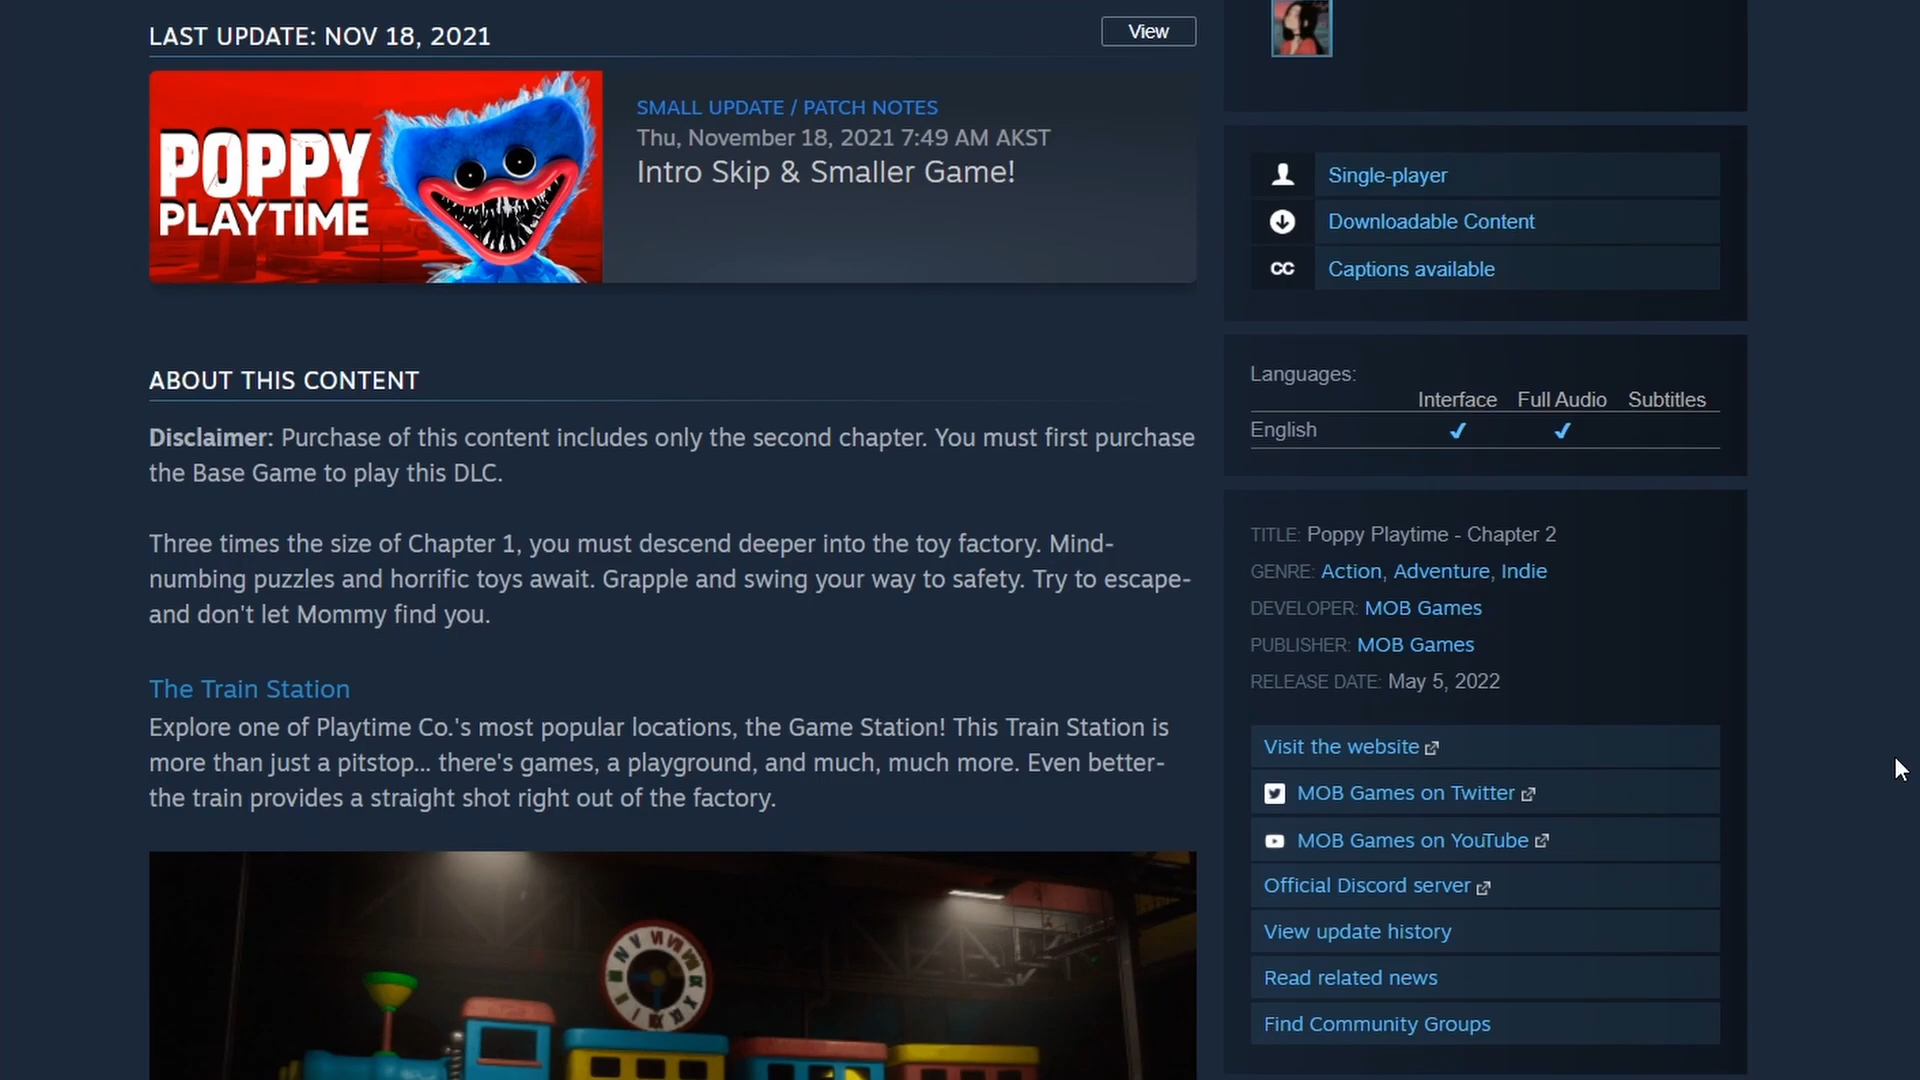 LAST UPDATE: NOV 18, 2021
View
POPPY
PLAYTIME
SMALL UPDATE / PATCH NOTES
Thu, November 18, 2021 7:49 AM AKST
Intro Skip & Smaller Game!
ABOUT THIS CONTENT
Disclaimer: Purchase of this content includes only the second chapter. You must first purchase
the Base Game to play this DLC.
Three times the size of Chapter 1, you must descend deeper into the toy factory. Mind-
numbing puzzles and horrific toys await. Grapple and swing your way to safety. Try to escape-
and don't let Mommy find you.
The Train Station
Explore one of Playtime Co.'s most popular locations, the Game Station! This Train Station is
more than just a pitstop... there's games, a playground, and much, much more. Even better-
the train provides a straight shot right out of the factory.
Single-player
Downloadable Content
CC Captions available
Languages:
Interface Full Audio Subtitles
English ✔ ✔
TITLE: Poppy Playtime - Chapter 2
GENRE: Action, Adventure, Indie
DEVELOPER: MOB Games
PUBLISHER: MOB Games
RELEASE DATE: May 5, 2022
Visit the website
MOB Games on Twitter
MOB Games on YouTube
Official Discord server
View update history
Read related news
Find Community Groups